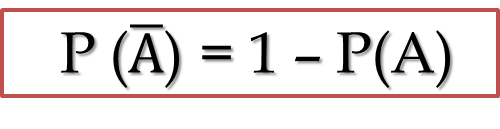 P (A̅) = 1 – P(A)